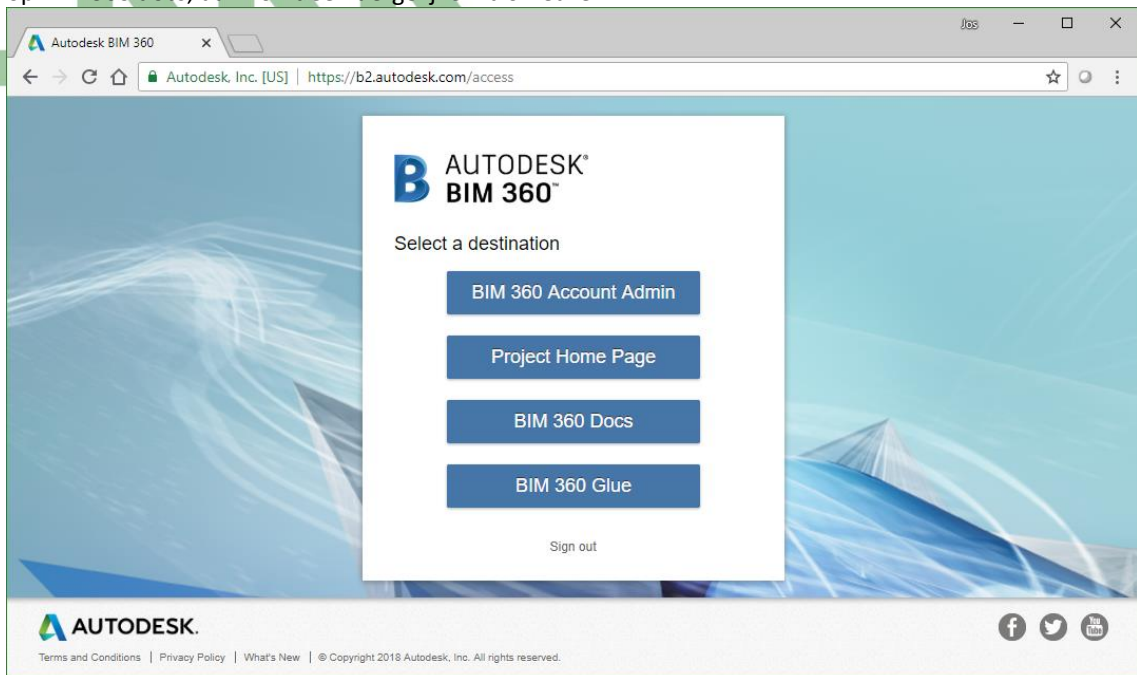 Jos
Autodesk BIM 360
Autodesk, Inc. [US] | https://b2.autodesk.com/access
B AUTODESK®
BIM 360™
Select a destination
BIM 360 Account Admin
Project Home Page
BIM 360 Docs
BIM 360 Glue
Sign out
AUTODESK.
Terms and Conditions | Privacy Policy | What's New | © Copyright 2018 Autodesk, Inc. All rights reserved.
You Tube